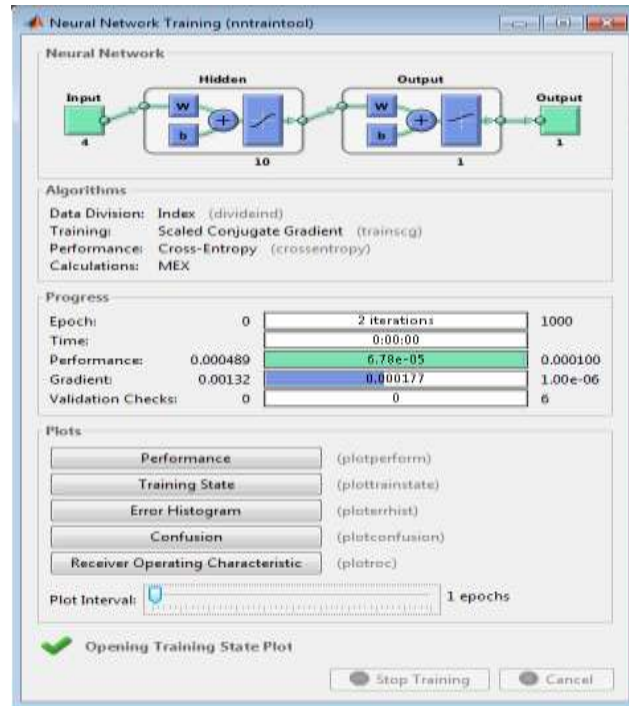 Neural Network Training (nntraintool)
Neural Network
Hidden
Output
Input
Output
W
W
+
+
b
b
4
10
1
1
Algorithms
Data Division: Index (divideind)
Training: Scaled Conjugate Gradient (trainscg)
Performance: Cross-Entropy (crossentropy)
Calculations: MEX
Progress
Epoch: 0 2 iterations 1000
Time: 0:00:00
Performance: 0.000489 6.78e-05 0.000100
Gradient: 0.00132 0.000177 1.00e-06
Validation Checks: 0 0 6
Plots
Performance (plotperform)
Training State (plottrainstate)
Error Histogram (ploterrhist)
Confusion (plotconfusion)
Receiver Operating Characteristic (plotroc)
Plot Interval: 1 epochs
Opening Training State Plot
Stop Training Cancel